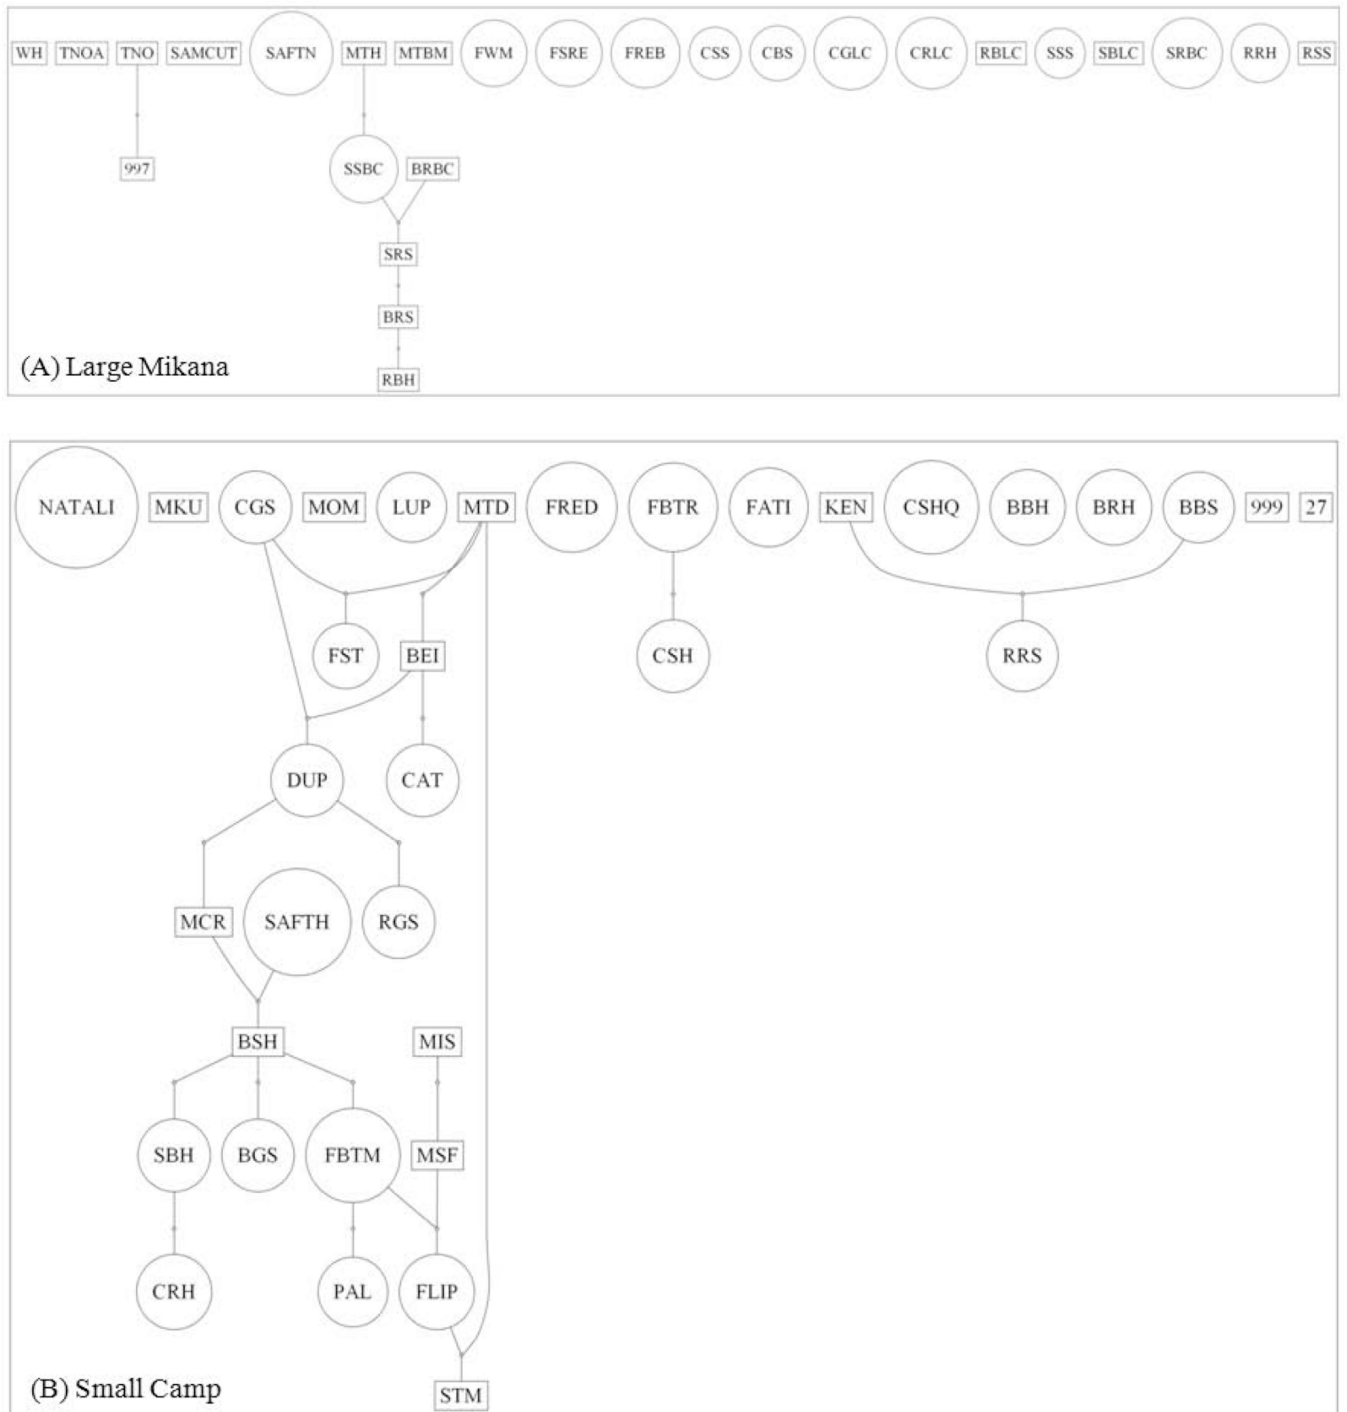 WH TNOA TNO SAMCUT SAFTN MTH MTBM FWM FSRE FREB CSS CBS CGLC CRLC RBLC SSS SBLC SRBC RRH RSS
997 SSBC BRBC
SRS
BRS
(A) Large Mikana
RBH
NATALI MKU CGS MOM LUP MTD FRED FBTR FATI KEN CSHQ BBH BRH BBS 999 27
FST BEI CSH RRS
DUP CAT
MCR SAFTH RGS
BSH MIS
SBH BGS FBTM MSF
CRH PAL FLIP
(B) Small Camp
STM